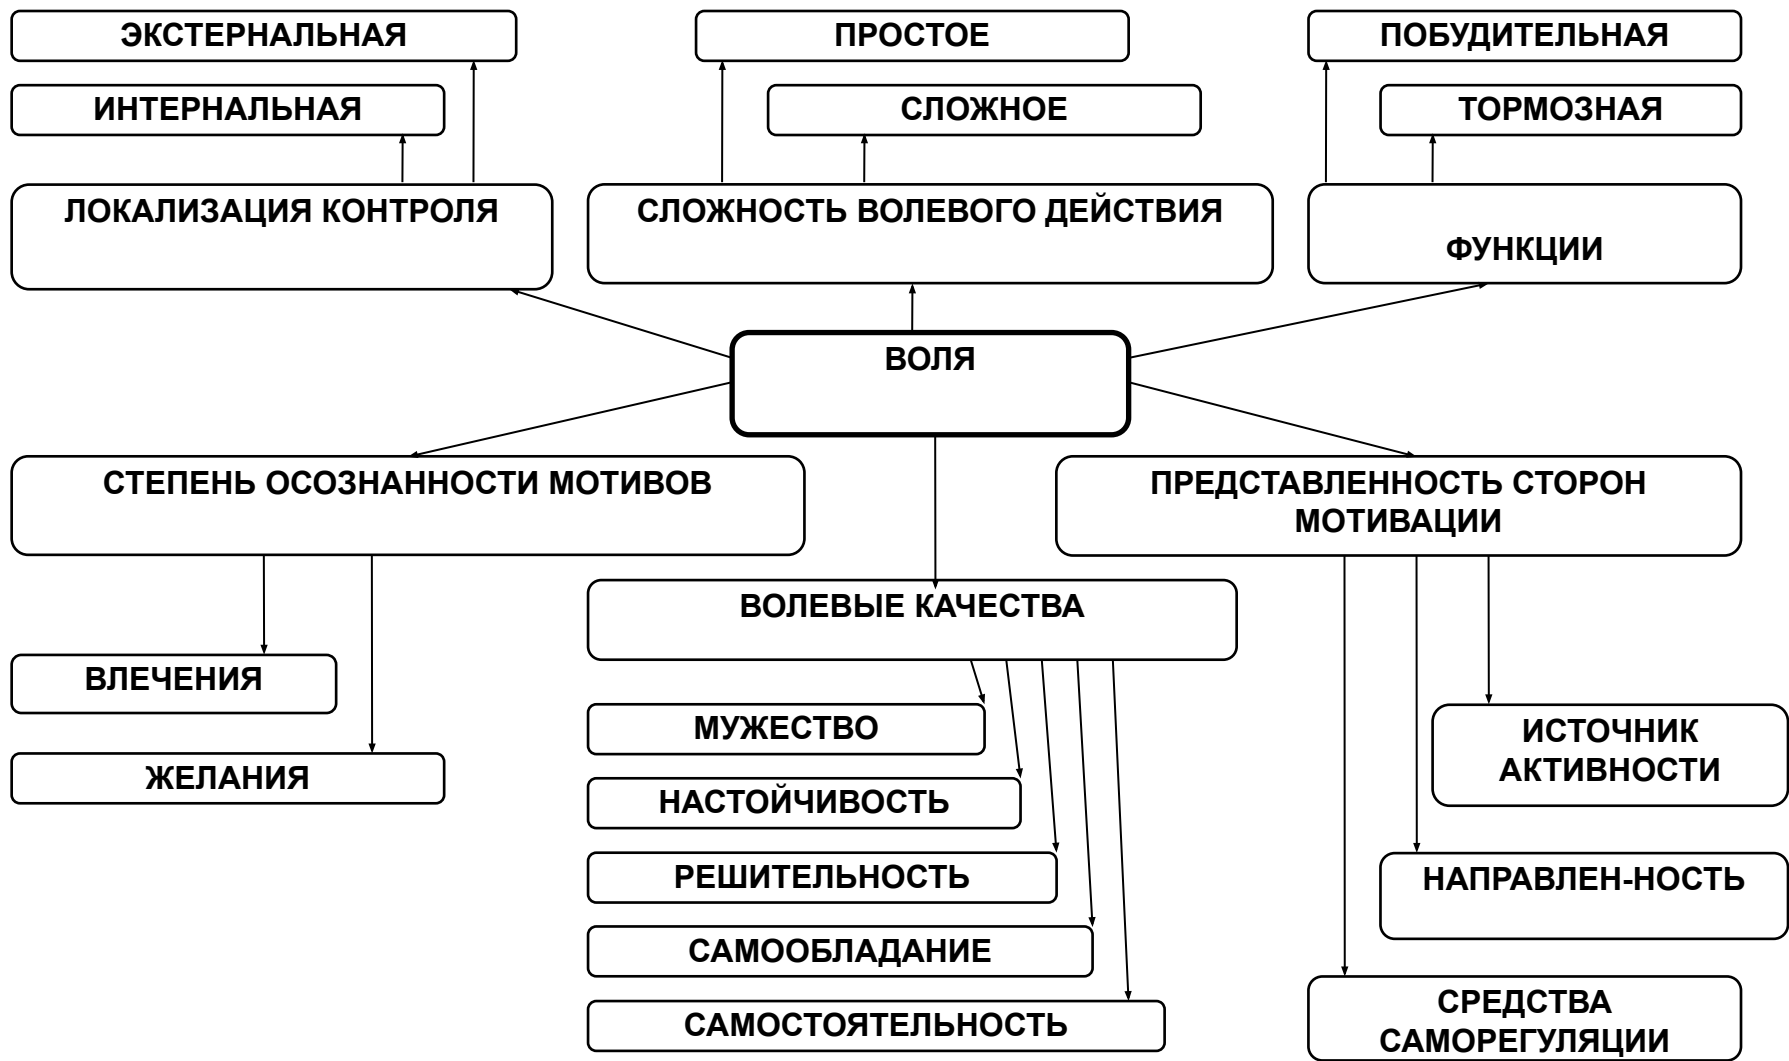 ЭКСТЕРНАЛЬНАЯ
ПРОСТОЕ
ПОБУДИТЕЛЬНАЯ
ИНТЕРНАЛЬНАЯ
СЛОЖНОЕ
ТОРМОЗНАЯ
ЛОКАЛИЗАЦИЯ КОНТРОЛЯ
СЛОЖНОСТЬ ВОЛЕВОГО ДЕЙСТВИЯ
ФУНКЦИИ
ВОЛЯ
СТЕПЕНЬ ОСОЗНАННОСТИ МОТИВОВ
ПРЕДСТАВЛЕННОСТЬ СТОРОН
МОТИВАЦИИ
ВЛЕЧЕНИЯ
ЖЕЛАНИЯ
ВОЛЕВЫЕ КАЧЕСТВА
МУЖЕСТВО
НАСТОЙЧИВОСТЬ
РЕШИТЕЛЬНОСТЬ
САМООБЛАДАНИЕ
САМОСТОЯТЕЛЬНОСТЬ
ИСТОЧНИК
АКТИВНОСТИ
НАПРАВЛЕН-НОСТЬ
СРЕДСТВА
САМОРЕГУЛЯЦИИ